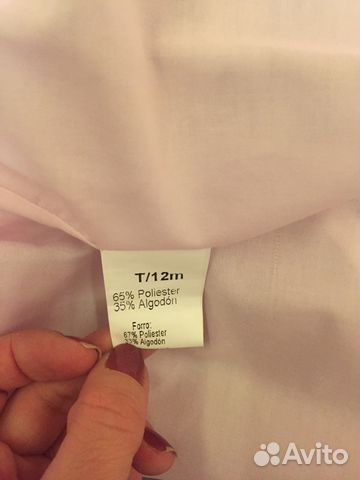 T/12m
65% Poliester
35% Algodón
Forro:
67% Poliester
33% Algodón
Avito